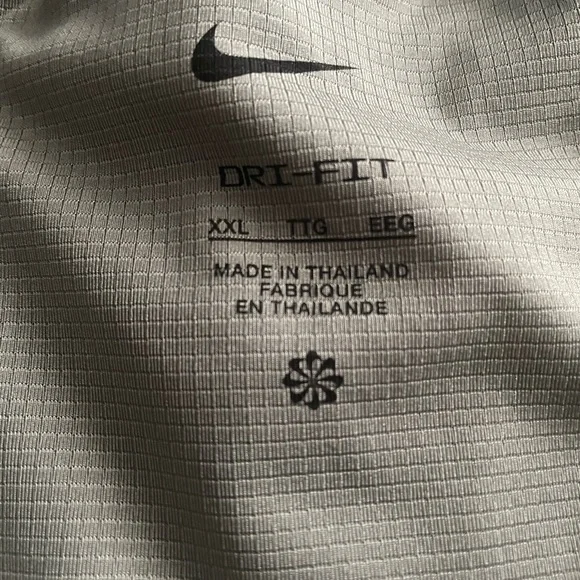 DRI-FIT
XXL TTG EEG
MADE IN THAILAND
FABRIQUE
EN THAILANDE